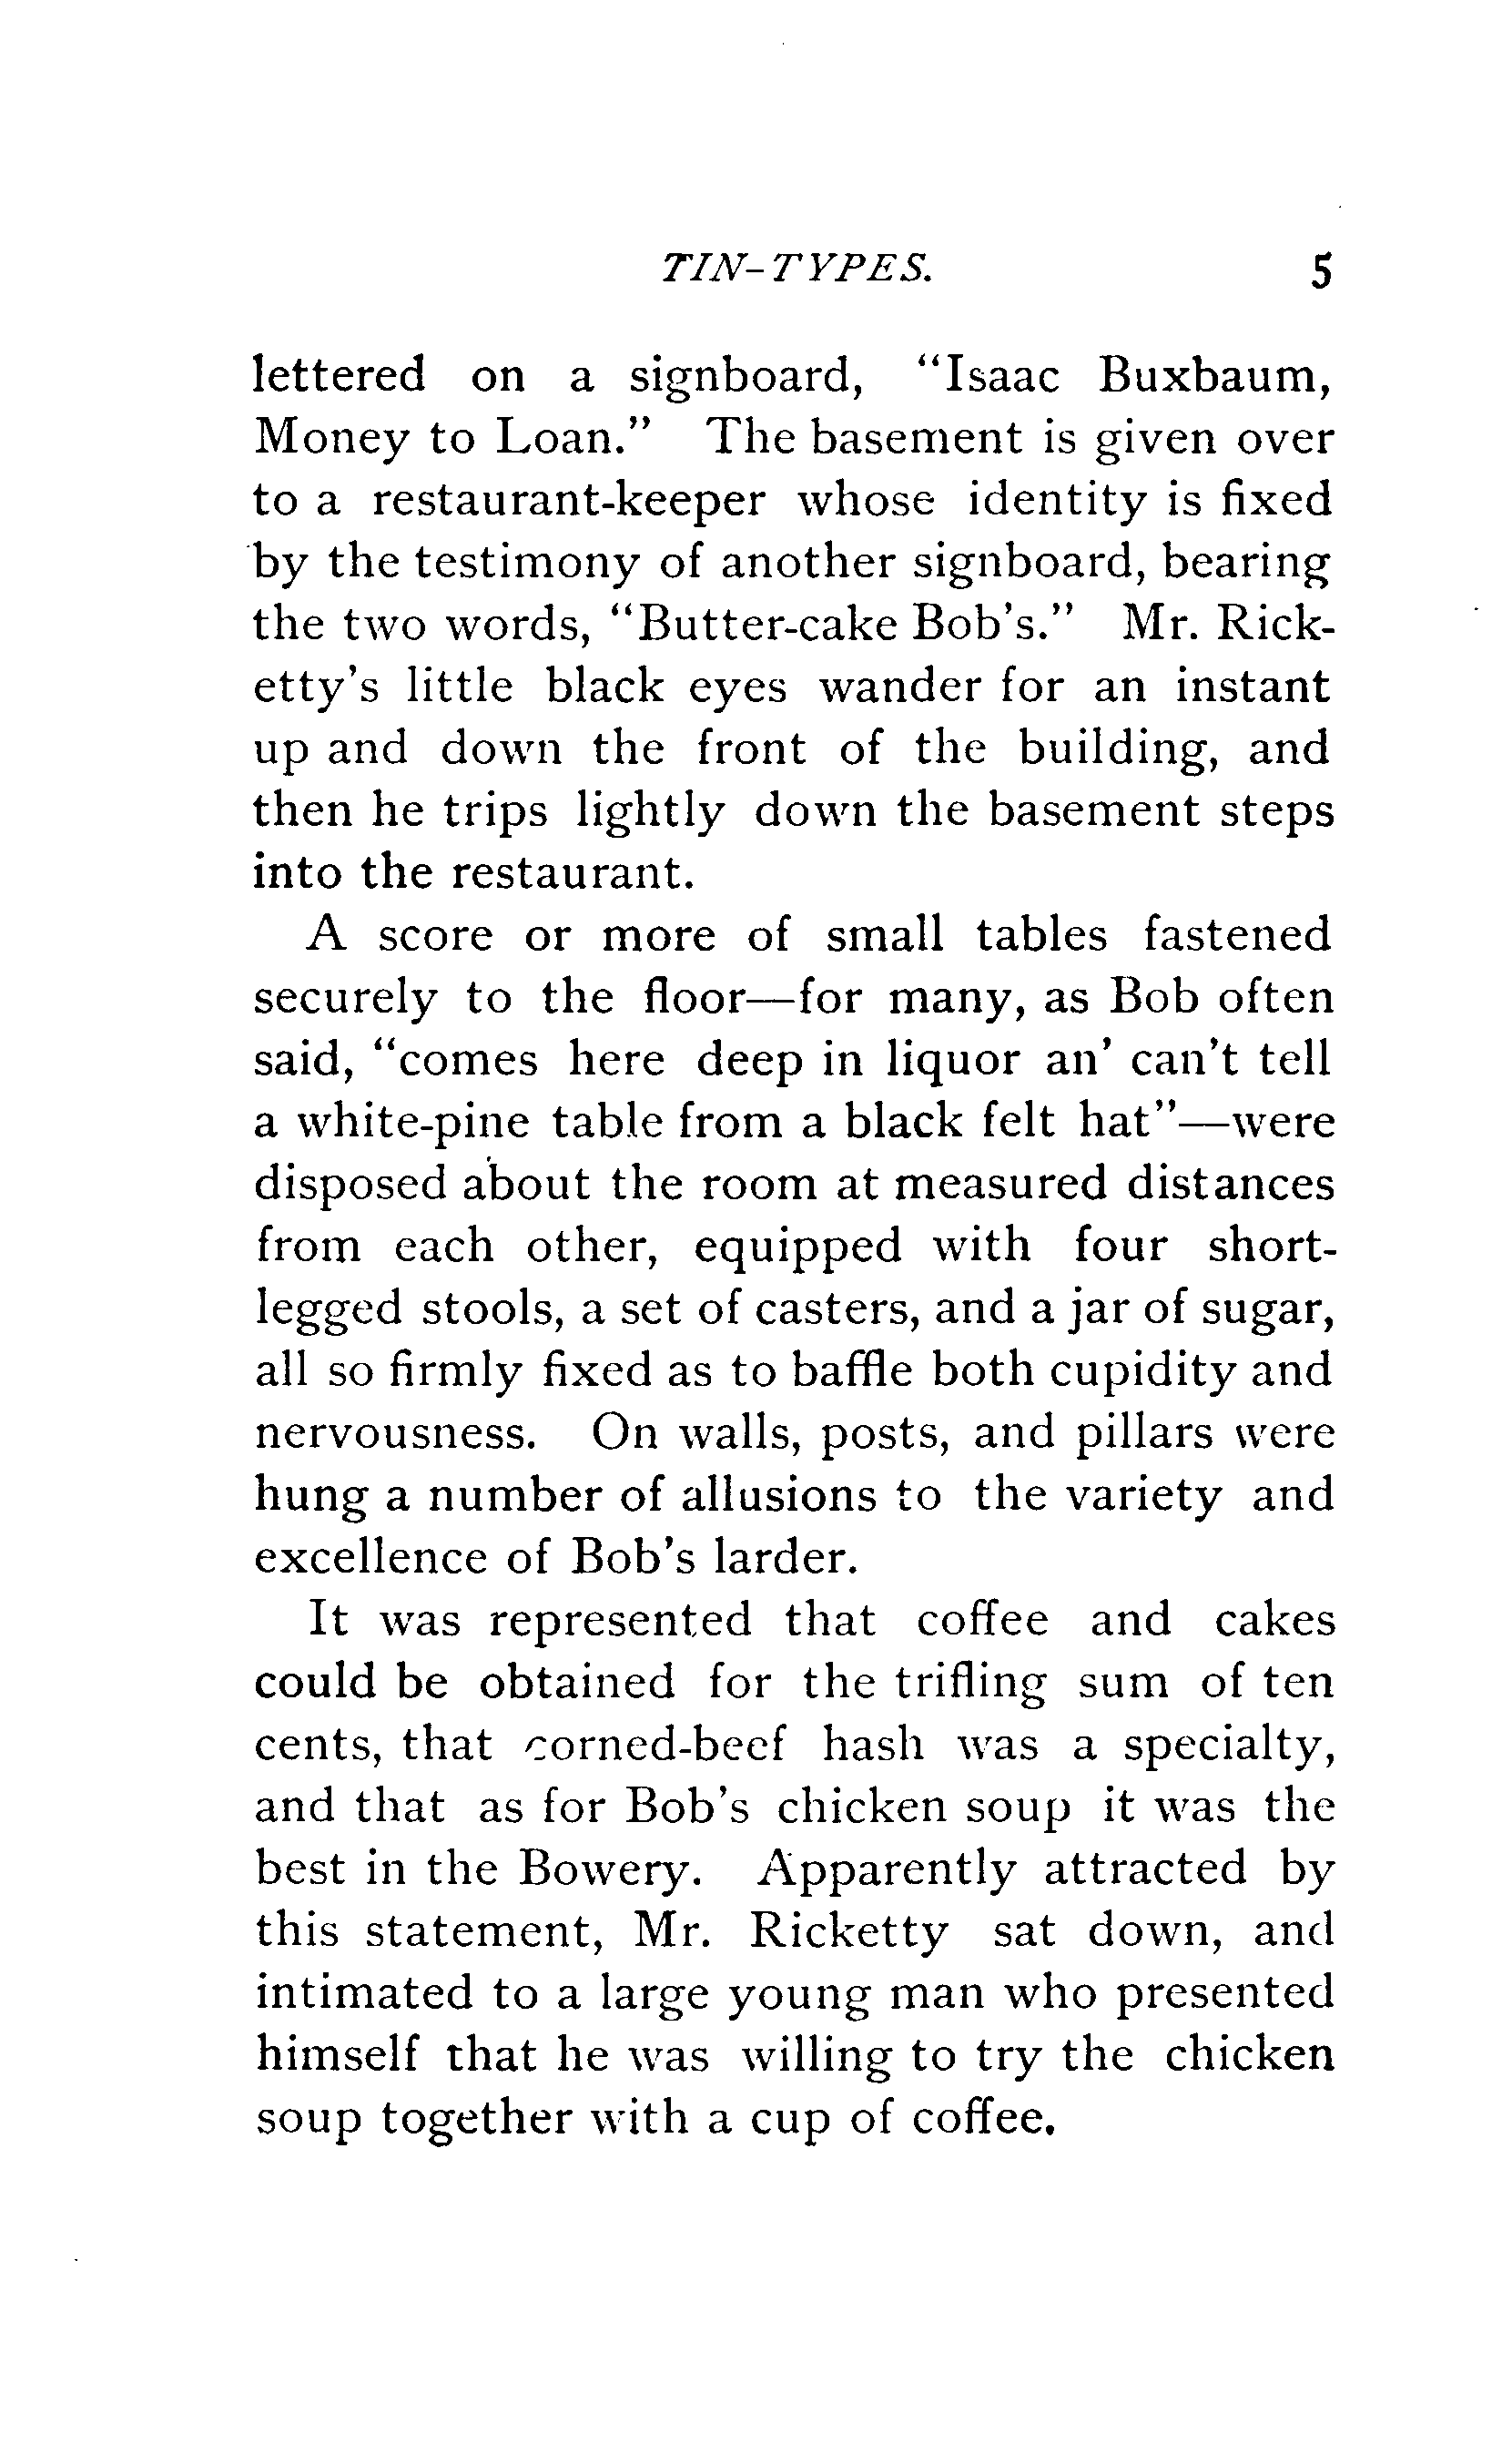 TIN-TYPES. 5
lettered on a signboard, "Isaac Buxbaum,
Money to Loan." The basement is given over
to a restaurant-keeper whose identity is fixed
by the testimony of another signboard, bearing
the two words, "Butter-cake Bob's." Mr. Rick-
etty's little black eyes wander for an instant
up and down the front of the building, and
then he trips lightly down the basement steps
into the restaurant.
A score or more of small tables fastened
securely to the floor—for many, as Bob often
said, "comes here deep in liquor an' can't tell
a white-pine table from a black felt hat"—were
disposed about the room at measured distances
from each other, equipped with four short-
legged stools, a set of casters, and a jar of sugar,
all so firmly fixed as to baffle both cupidity and
nervousness. On walls, posts, and pillars were
hung a number of allusions to the variety and
excellence of Bob's larder.
It was represented that coffee and cakes
could be obtained for the trifling sum of ten
cents, that corned-beef hash was a specialty,
and that as for Bob's chicken soup it was the
best in the Bowery. Apparently attracted by
this statement, Mr. Ricketty sat down, and
intimated to a large young man who presented
himself that he was willing to try the chicken
soup together with a cup of coffee.